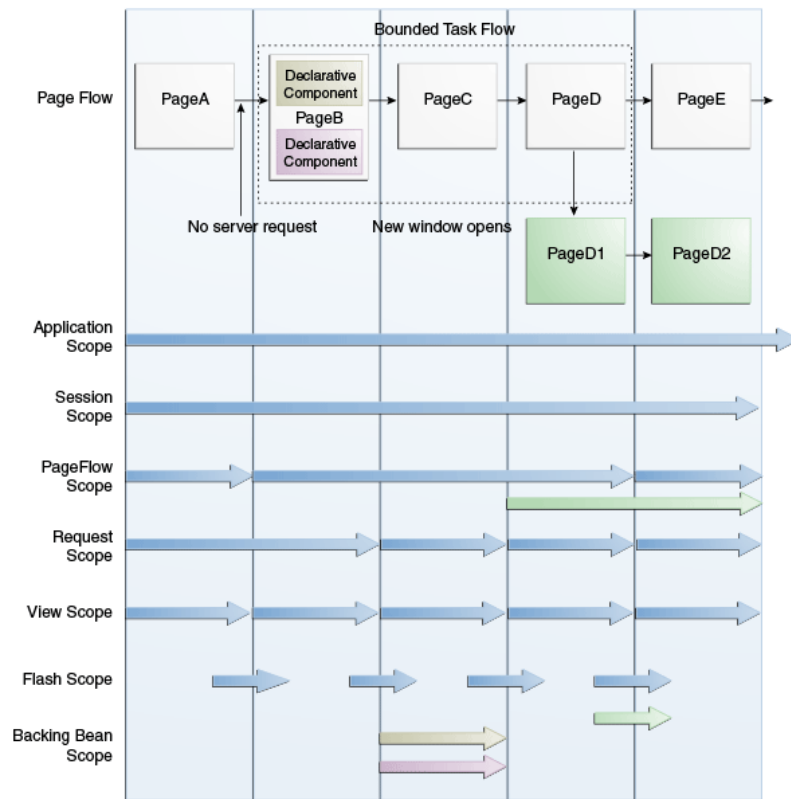 Bounded Task Flow
Page Flow
PageA
Declarative
Component
PageB
Declarative
Component
PageC
PageD
PageE
No server request
New window opens
PageD1
PageD2
Application
Scope
Session
Scope
PageFlow
Scope
Request
Scope
View Scope
Flash Scope
Backing Bean
Scope